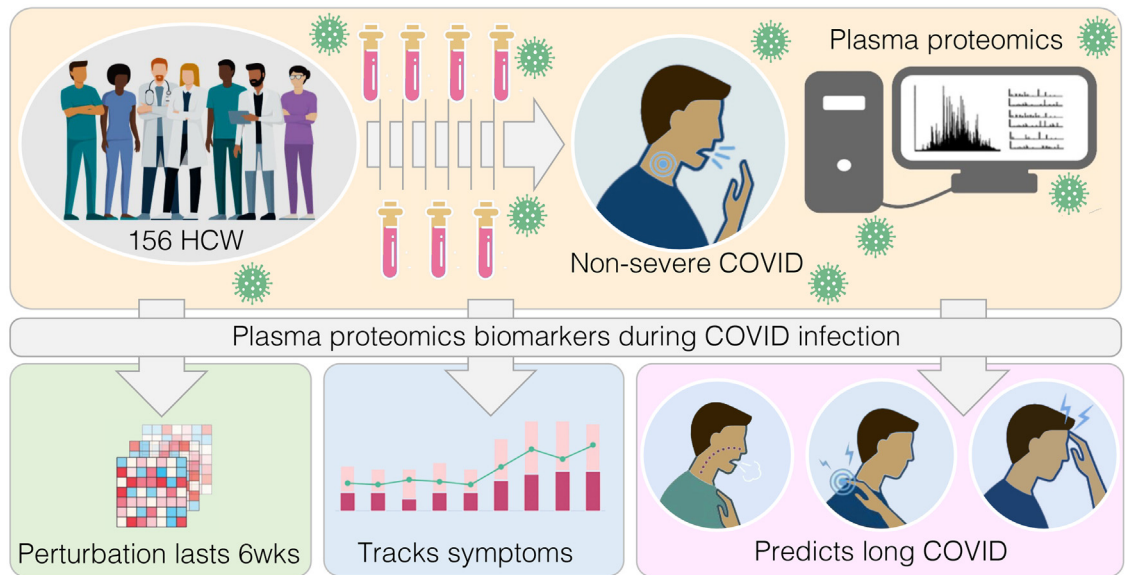 Plasma proteomics
156 HCW
Non-severe COVID
Plasma proteomics biomarkers during COVID infection
Perturbation lasts 6wks
Tracks symptoms
Predicts long COVID